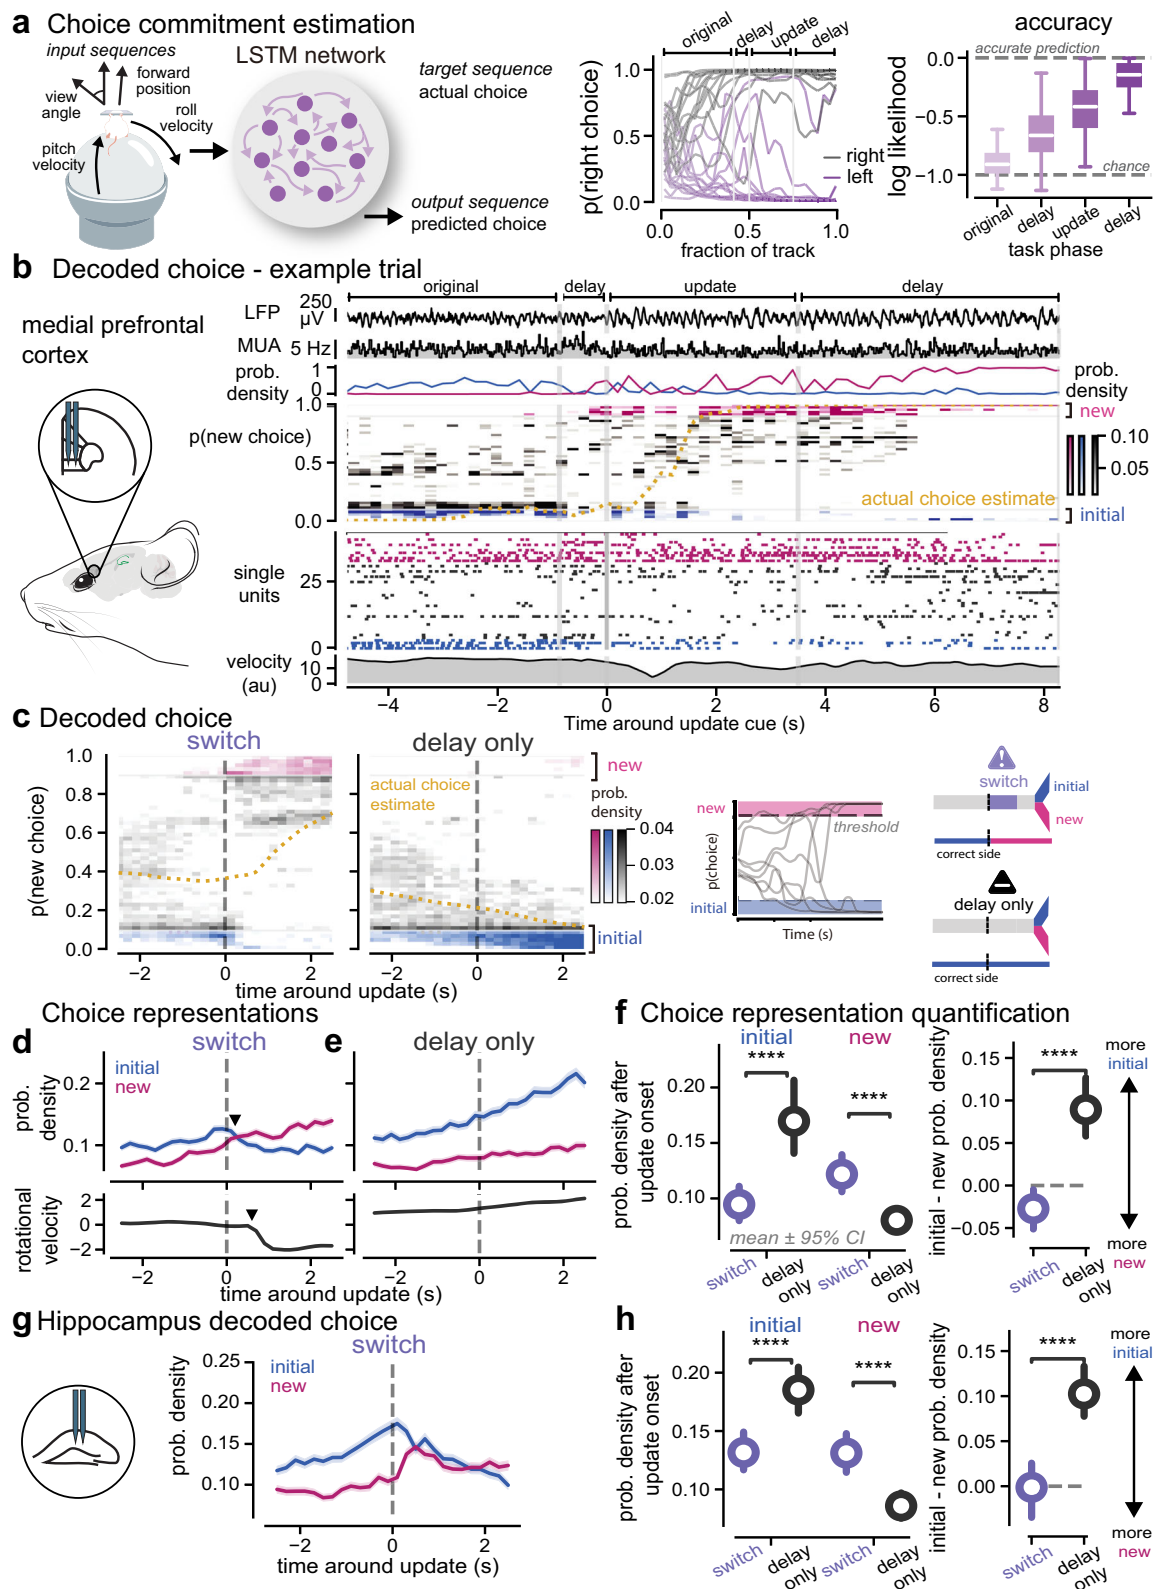 a Choice commitment estimation
input sequences
forward position
view angle
roll velocity
pitch velocity
LSTM network
target sequence
actual choice
output sequence
predicted choice
original delay update delay
p(right choice)
1.0
0.5
0.0
right
left
0.0 0.5 1.0
fraction of track
accuracy
log likelihood
accurate prediction
0.0
−0.5
−1.0
chance
original delay update delay
task phase
b Decoded choice - example trial
medial prefrontal
cortex
original delay update delay
LFP 250 µV
MUA 5 Hz
prob. density 1 0
prob. density
p(new choice)
1.0
0.5
0.0
new
0.10
0.05
actual choice estimate
initial
single units
25
0
velocity (au)
10
0
−4 −2 0 2 4 6 8
Time around update cue (s)
c Decoded choice
switch
delay only
p(new choice)
1.0
0.8
0.6
0.4
0.2
0.0
actual choice
estimate
new
prob. density
0.04
0.03
0.02
initial
−2 0 2 −2 0 2
time around update (s)
p(choice)
new
threshold
initial
Time (s)
switch
initial
new
correct side
delay only
correct side
Choice representations
d switch
initial
new
prob. density
0.2
0.1
rotational velocity
2
0
−2
−2 0 2
e delay only
−2 0 2
time around update (s)
f Choice representation quantification
initial new
**** ****
prob. density after
update onset
0.20
0.15
0.10
mean ± 95% CI
switch delay only switch delay only
initial - new prob. density
0.15
0.10
0.05
0.00
−0.05
****
switch delay only
more initial
more new
g Hippocampus decoded choice
switch
initial
new
prob. density
0.25
0.20
0.15
0.10
−2 0 2
time around update (s)
h
initial new
**** ****
prob. density after
update onset
0.20
0.15
0.10
switch delay only switch delay only
initial - new prob. density
0.15
0.10
0.05
0.00
****
switch delay only
more initial
more new